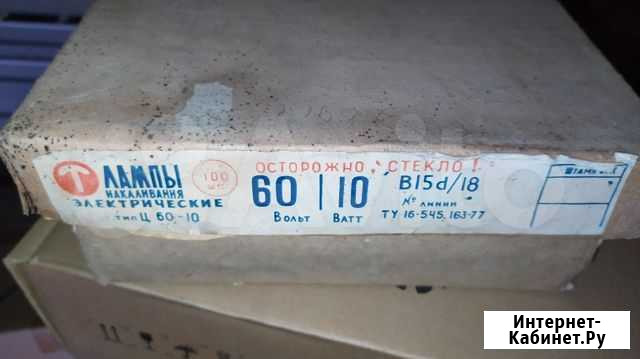 ЛАМПЫ
НАКАЛИВАНИЯ
ЭЛЕКТРИЧЕСКИЕ
тип Ц 60-10
100
ОСТОРОЖНО, СТЕКЛО!
60 | 10
Вольт Ватт
B15d/18
№ линии
ТУ 16-545.163-77
Интернет-
Кабинет.Ру